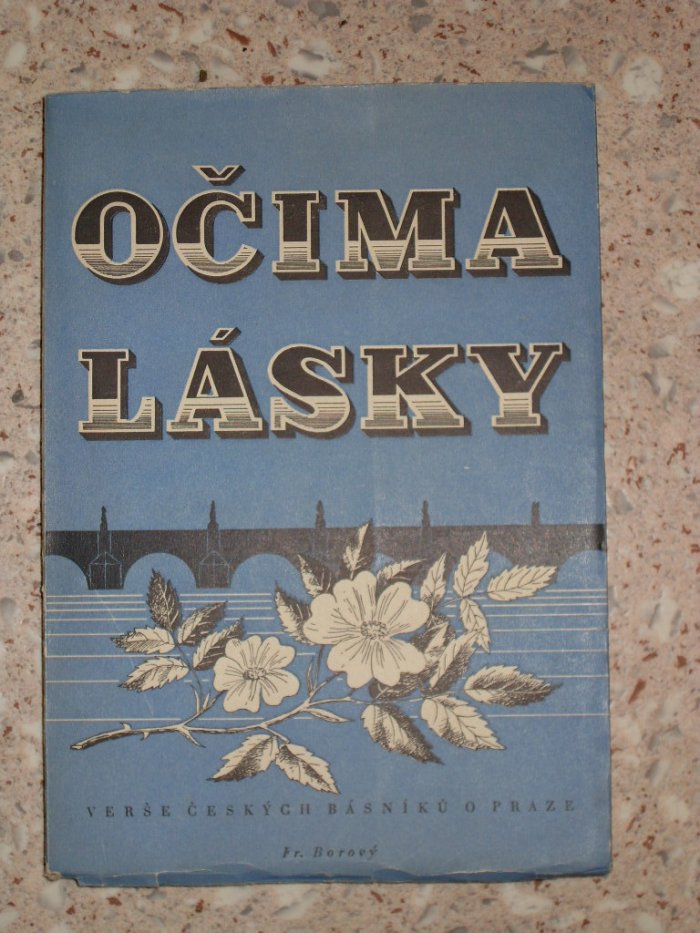 OČIMA
LÁSKY
VERŠE ČESKÝCH BÁSNÍKŮ O PRAZE
Fr. Borový